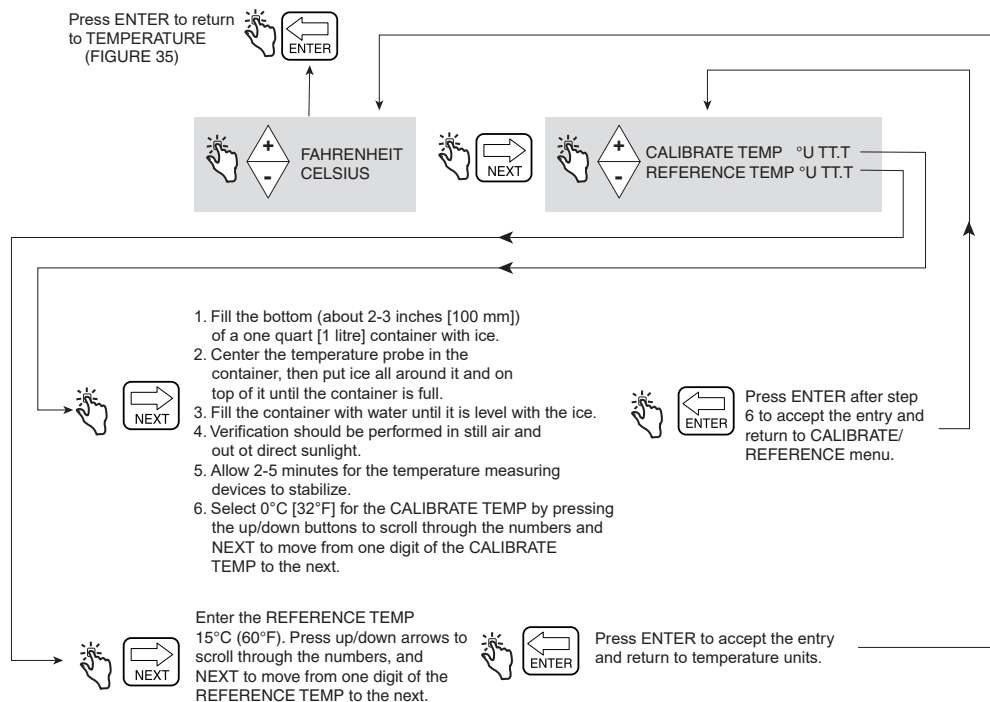 Press ENTER to return
to TEMPERATURE
(FIGURE 35)
ENTER
+
-
FAHRENHEIT
CELSIUS
NEXT
+
-
CALIBRATE TEMP °U TT.T
REFERENCE TEMP °U TT.T
NEXT
1. Fill the bottom (about 2-3 inches [100 mm])
of a one quart [1 litre] container with ice.
2. Center the temperature probe in the
container, then put ice all around it and on
top of it until the container is full.
3. Fill the container with water until it is level with the ice.
4. Verification should be performed in still air and
out ot direct sunlight.
5. Allow 2-5 minutes for the temperature measuring
devices to stabilize.
6. Select 0°C [32°F] for the CALIBRATE TEMP by pressing
the up/down buttons to scroll through the numbers and
NEXT to move from one digit of the CALIBRATE
TEMP to the next.
ENTER
Press ENTER after step
6 to accept the entry and
return to CALIBRATE/
REFERENCE menu.
NEXT
Enter the REFERENCE TEMP
15°C (60°F). Press up/down arrows to
scroll through the numbers, and
NEXT to move from one digit of the
REFERENCE TEMP to the next.
ENTER
Press ENTER to accept the entry
and return to temperature units.